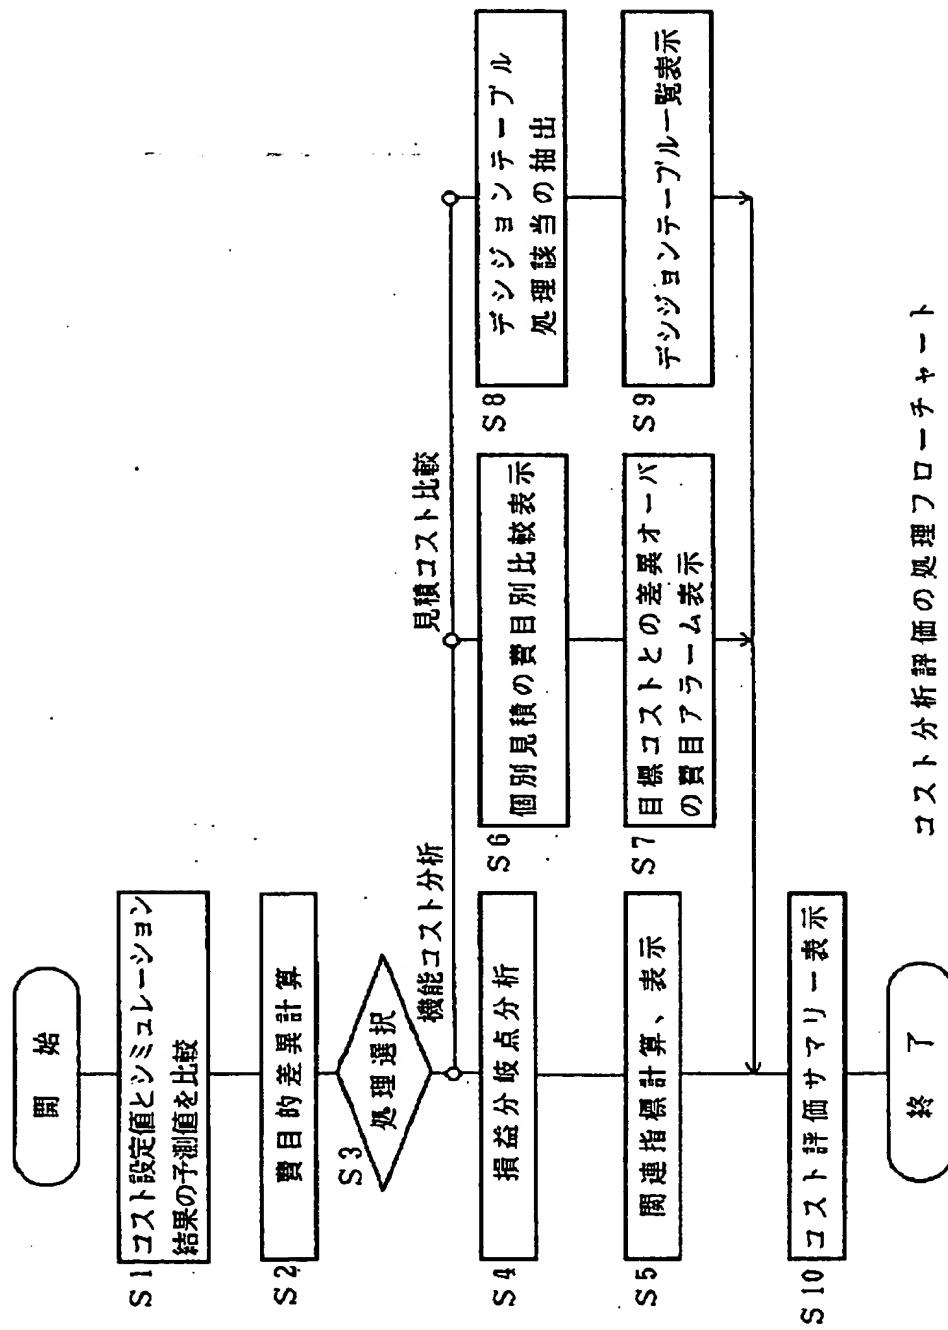 開 始
S1
コスト設定値とシミュレーション
結果の予測値を比較
S2
費目的差異計算
S3
処理選択
機能コスト分析
見積コスト比較
S4
損益分岐点分析
S5
関連指標計算、表示
S6
個別見積の費目別比較表示
S7
目標コストとの差異オーバ
の費目アラーム表示
S8
デシジョンテーブル
処理該当の抽出
S9
デシジョンテーブル一覧表示
S10
コスト評価サマリー表示
終 了
コスト分析評価の処理フローチャート